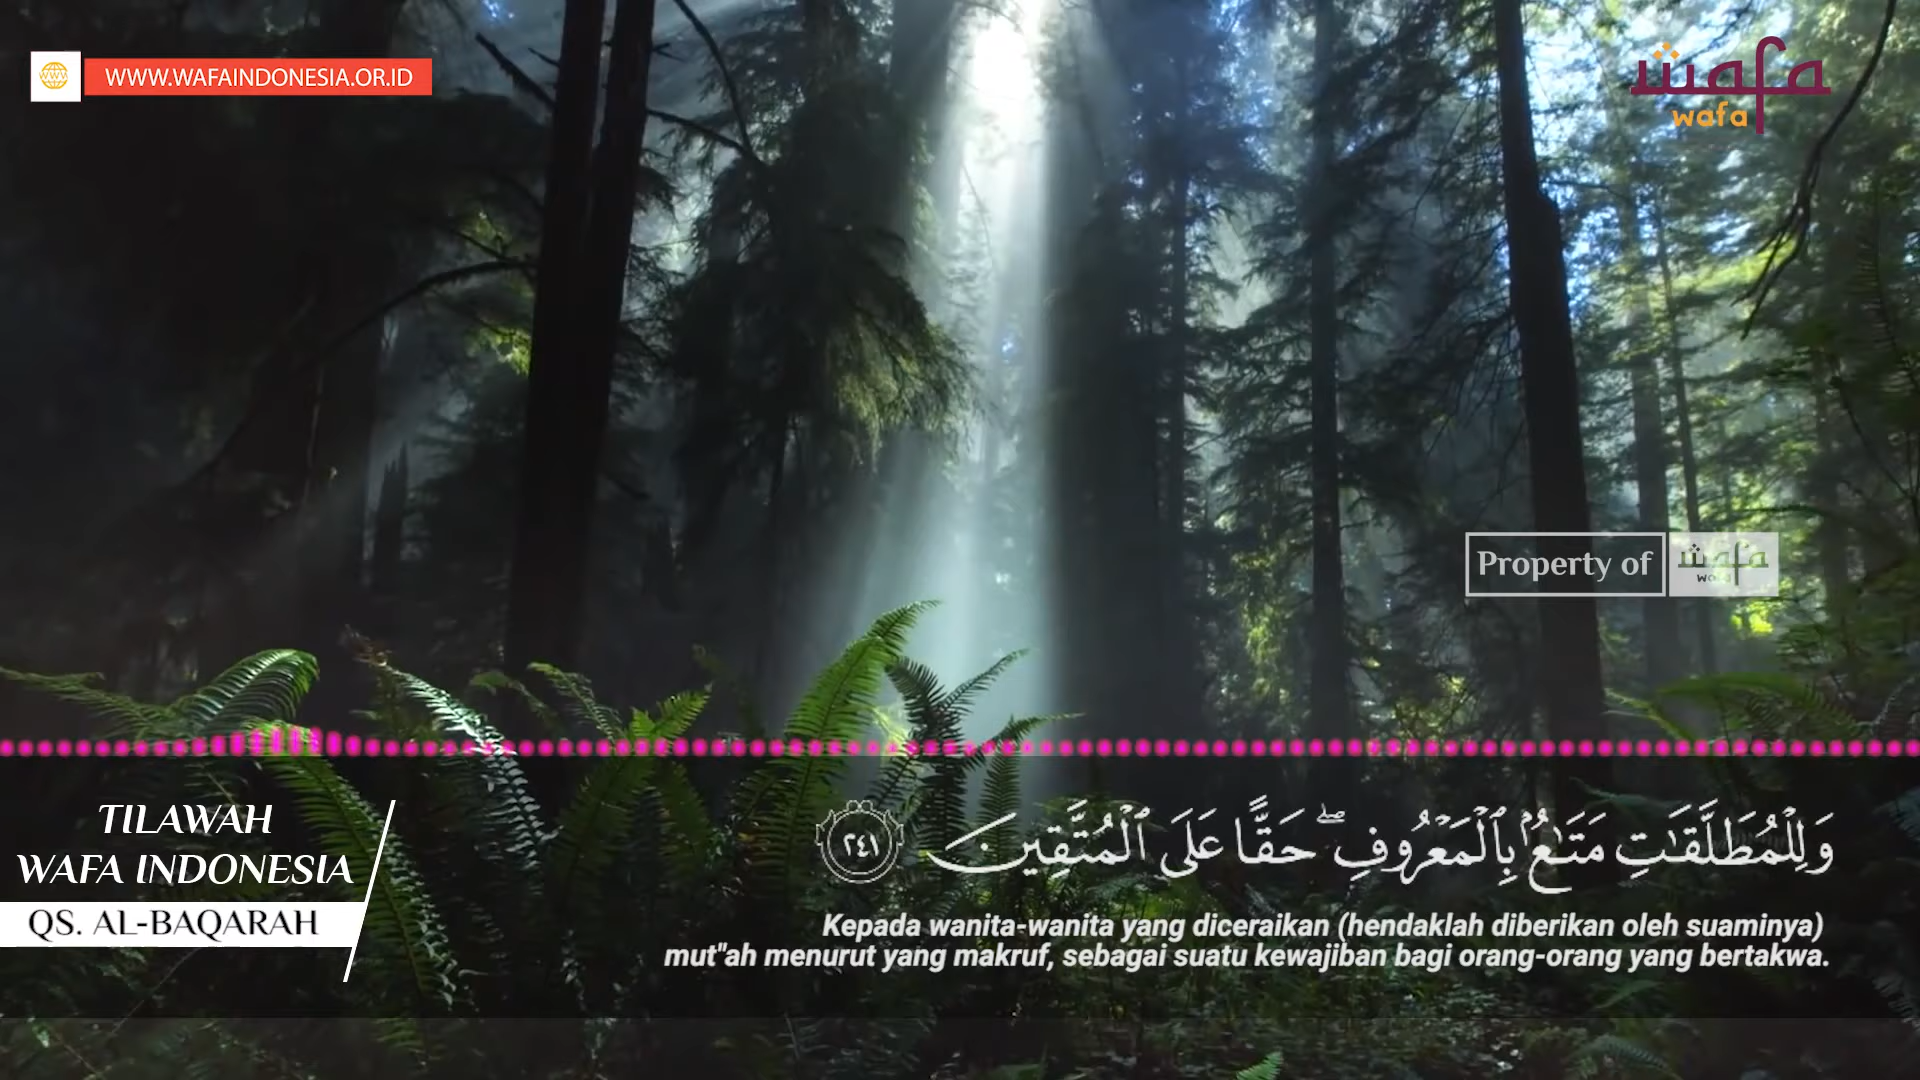 WWW.WAFAINDONESIA.OR.ID
wafa
wafa
Property of wafa
TILAWAH
WAFA INDONESIA
QS. AL-BAQARAH
وَلِلْمُطَلَّقَٰتِ مَتَٰعٌۢ بِٱلْمَعْرُوفِ ۖ حَقًّا عَلَى ٱلْمُتَّقِينَ ٢٤١
Kepada wanita-wanita yang diceraikan (hendaklah diberikan oleh suaminya)
mut"ah menurut yang makruf, sebagai suatu kewajiban bagi orang-orang yang bertakwa.